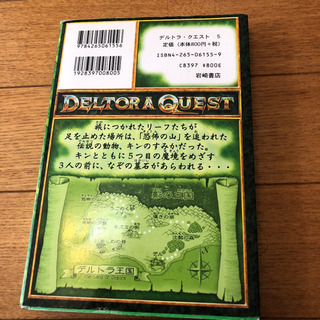 デルトラ・クエスト 5
9784265061556
定価(本体800円+税)
ISBN4-265-06155-9
C8397 ¥800E
1928397008005
岩崎書店
DELTORA QUEST
旅につかれたリーフたちが
足を止めた場所は、「恐怖の山」を追われた
伝説の動物、キンのすみかだった。
キンとともに5つ目の魔境をめざす
3人の前に、なぞの墓石があらわれる・・・
影の王国
デルトラ王国